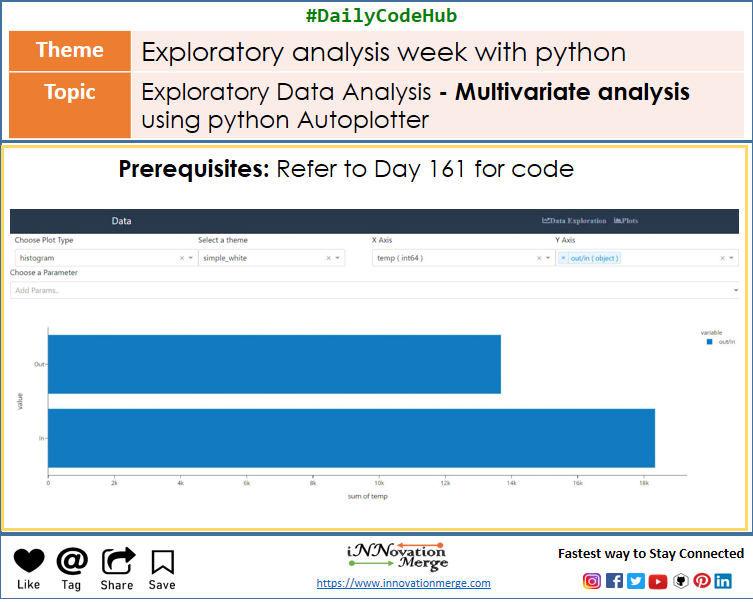 #DailyCodeHub
Theme
Exploratory analysis week with python
Topic
Exploratory Data Analysis - Multivariate analysis
using python Autoplotter
Prerequisites: Refer to Day 161 for code
Data
Data Exploration
Plots
Choose Plot Type
Select a theme
X Axis
Y Axis
histogram
simple_white
temp ( int64 )
× out/in ( object )
Choose a Parameter
Add Params..
variable
out/in
Out
In
value
0 2k 4k 6k 8k 10k 12k 14k 16k 18k
sum of temp
iNNovation
Merge
https://www.innovationmerge.com
Like
Tag
Share
Save
Fastest way to Stay Connected